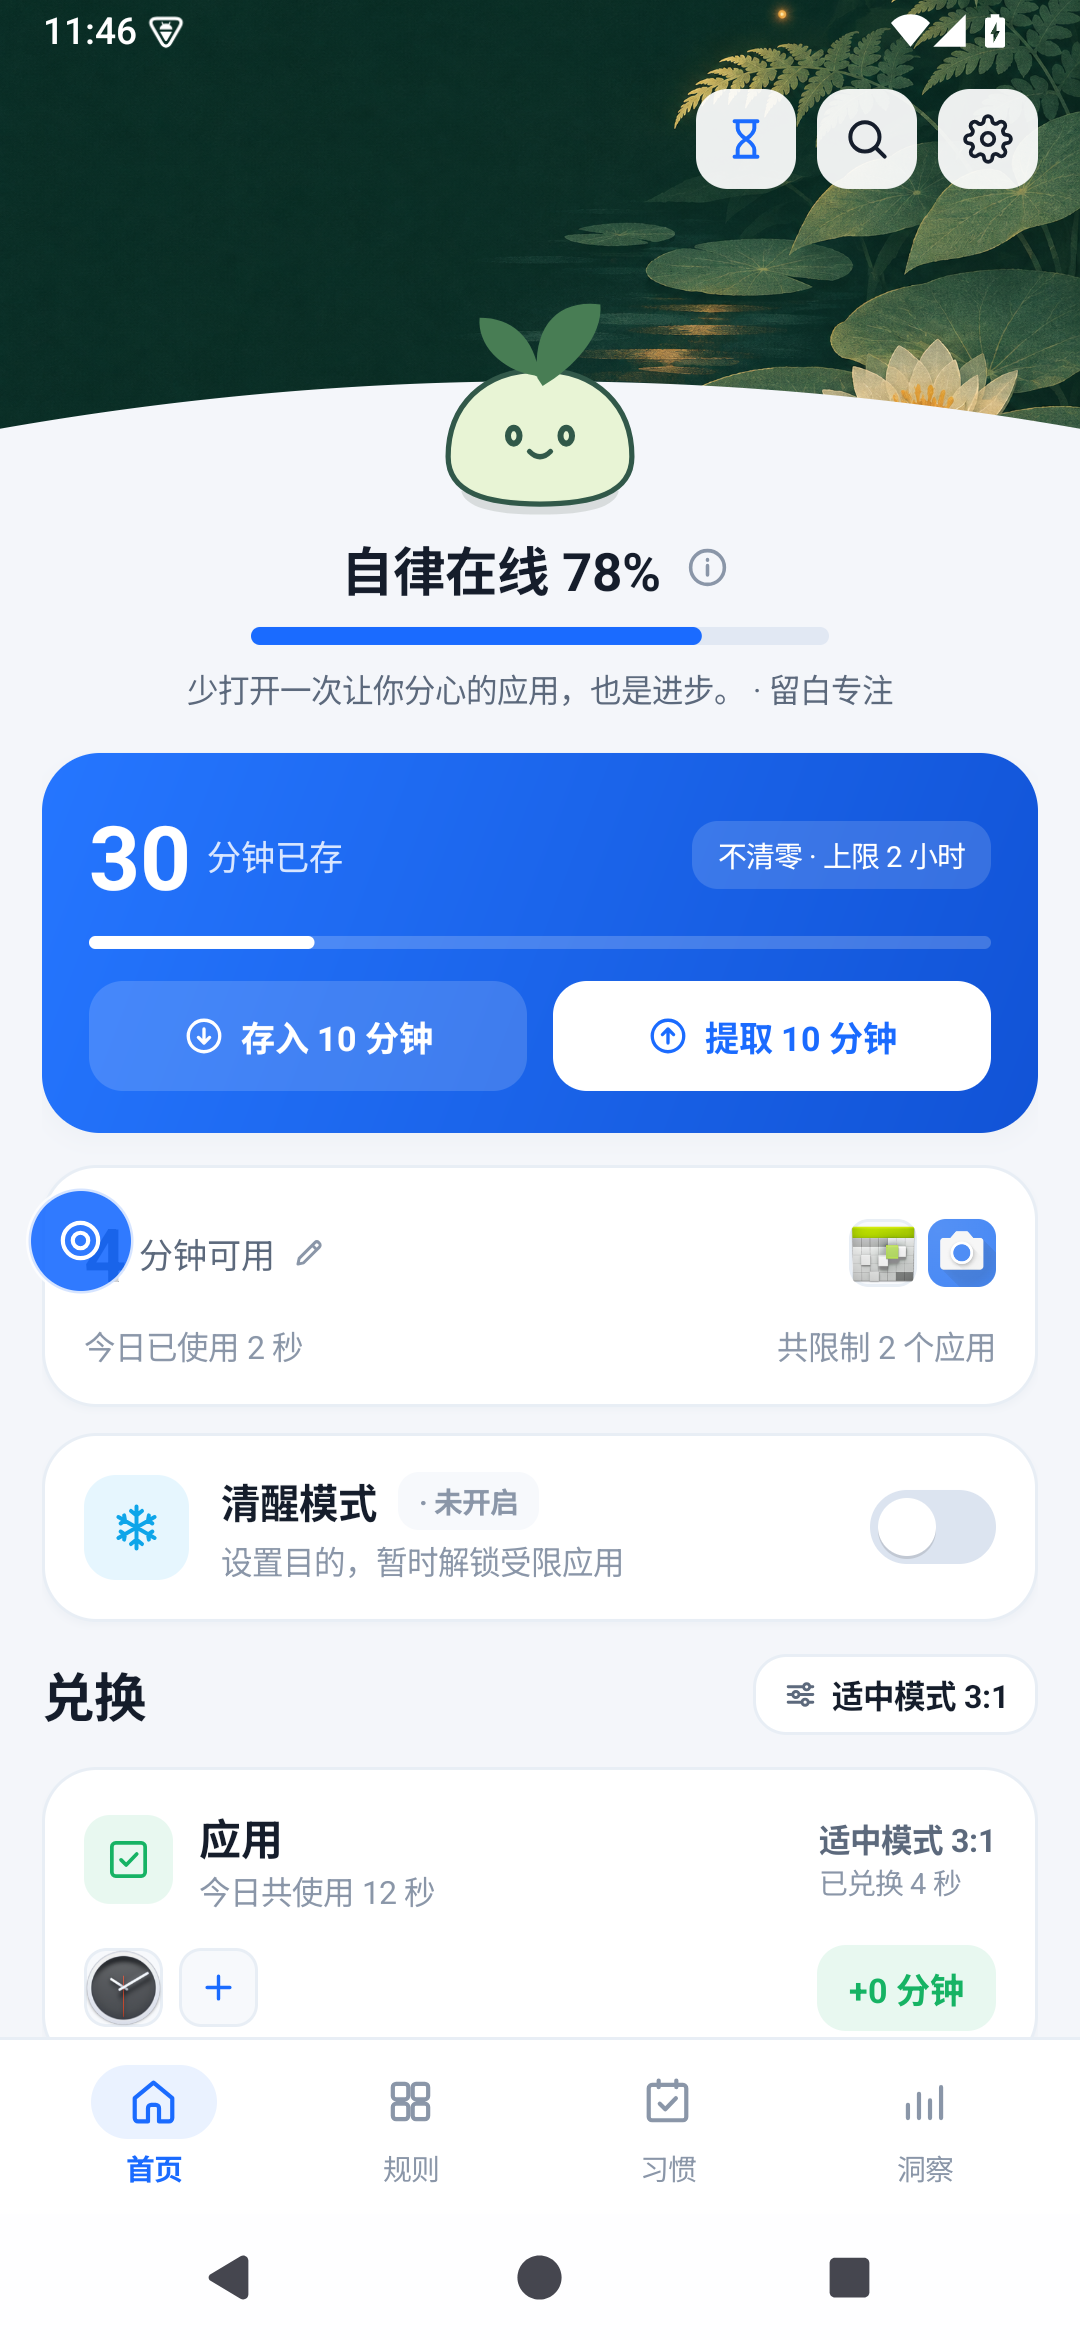 11:46
自律在线 78%
少打开一次让你分心的应用，也是进步。 · 留白专注
30 分钟已存
不清零 · 上限 2 小时
存入 10 分钟
提取 10 分钟
4 分钟可用
今日已使用 2 秒
共限制 2 个应用
清醒模式
· 未开启
设置目的，暂时解锁受限应用
兑换
适中模式 3:1
应用
适中模式 3:1
今日共使用 12 秒
已兑换 4 秒
+0 分钟
首页
规则
习惯
洞察